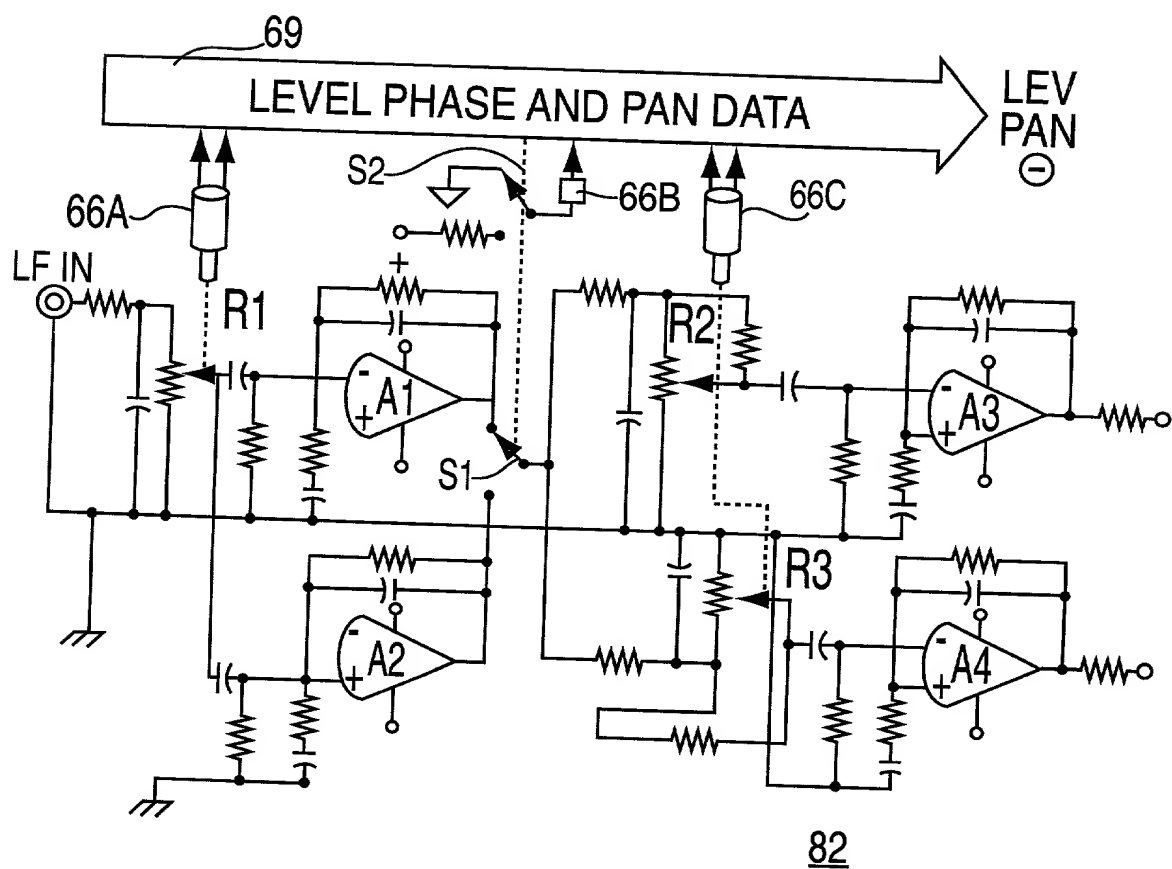 69
LEVEL PHASE AND PAN DATA
LEV
PAN
⊖
S2
66A
66B
66C
LF IN
+
R1
R2
-
A1
+
-
A3
+
S1
R3
-
A2
+
-
A4
+
82